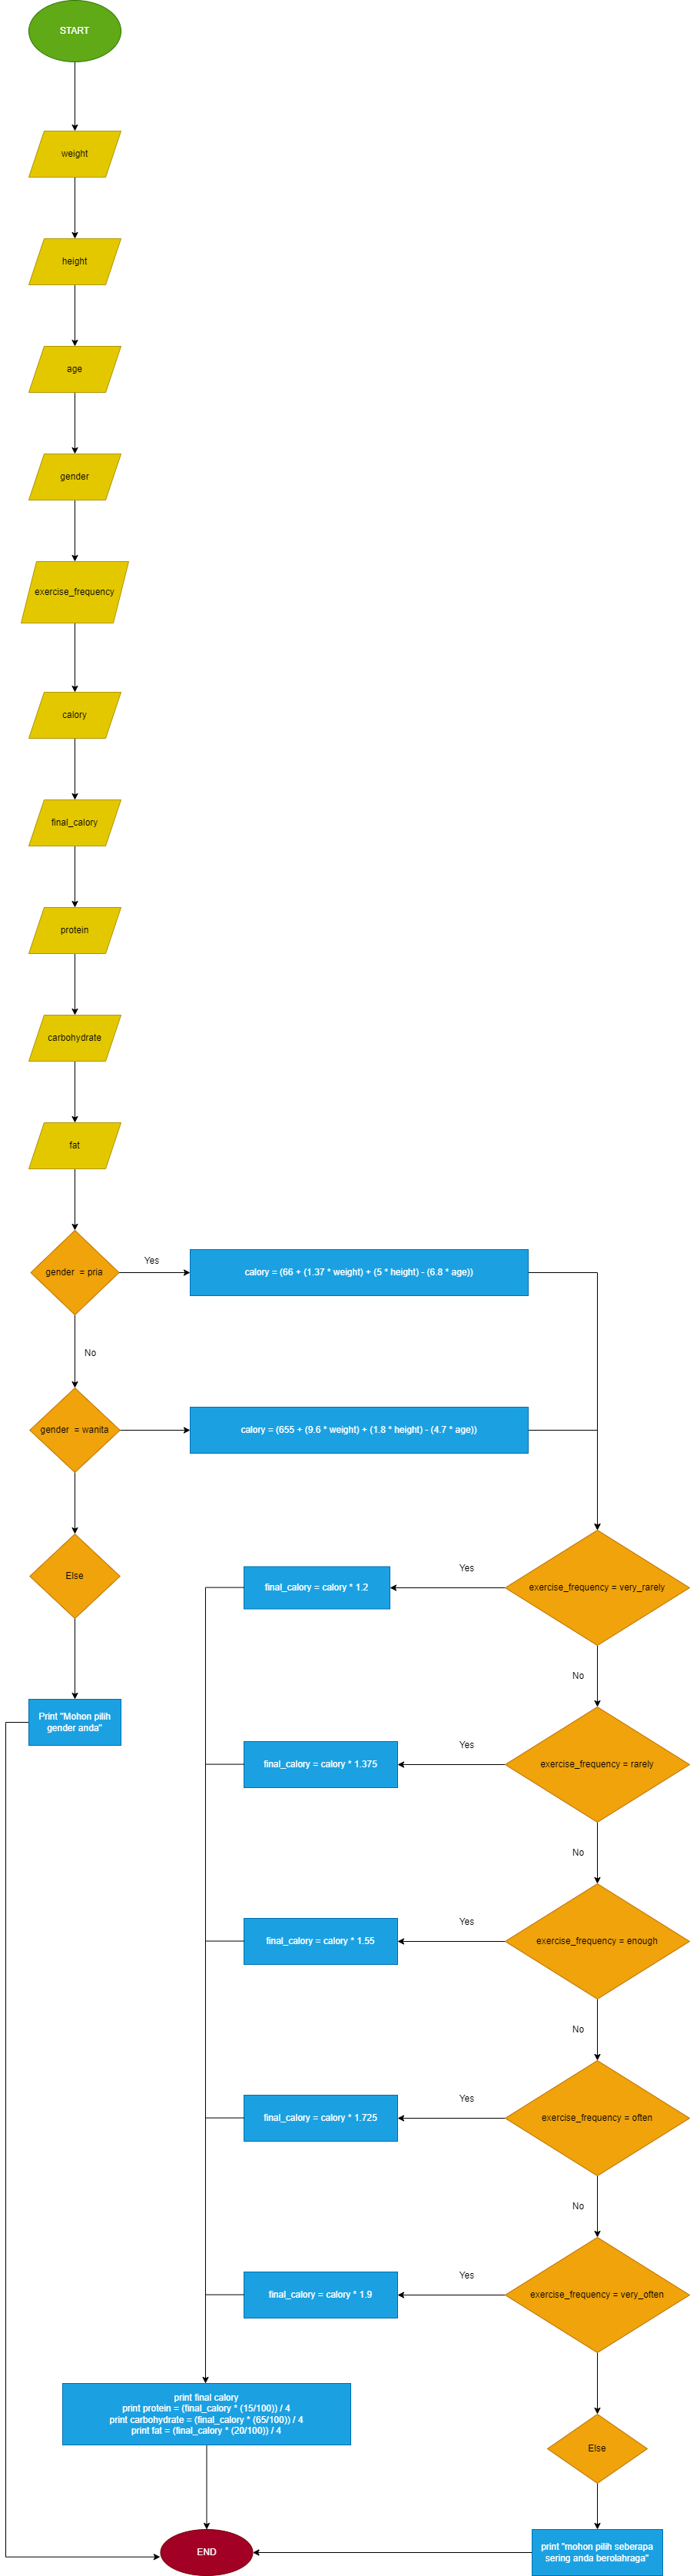 START
weight
height
age
gender
exercise_frequency
calory
final_calory
protein
carbohydrate
fat
gender = pria
Yes
calory = (66 + (1.37 * weight) + (5 * height) - (6.8 * age))
No
gender = wanita
calory = (655 + (9.6 * weight) + (1.8 * height) - (4.7 * age))
Else
Print "Mohon pilih
gender anda"
exercise_frequency = very_rarely
Yes
final_calory = calory * 1.2
No
exercise_frequency = rarely
Yes
final_calory = calory * 1.375
No
exercise_frequency = enough
Yes
final_calory = calory * 1.55
No
exercise_frequency = often
Yes
final_calory = calory * 1.725
No
exercise_frequency = very_often
Yes
final_calory = calory * 1.9
print final calory
print protein = (final_calory * (15/100)) / 4
print carbohydrate = (final_calory * (65/100)) / 4
print fat = (final_calory * (20/100)) / 4
Else
print "mohon pilih seberapa
sering anda berolahraga"
END